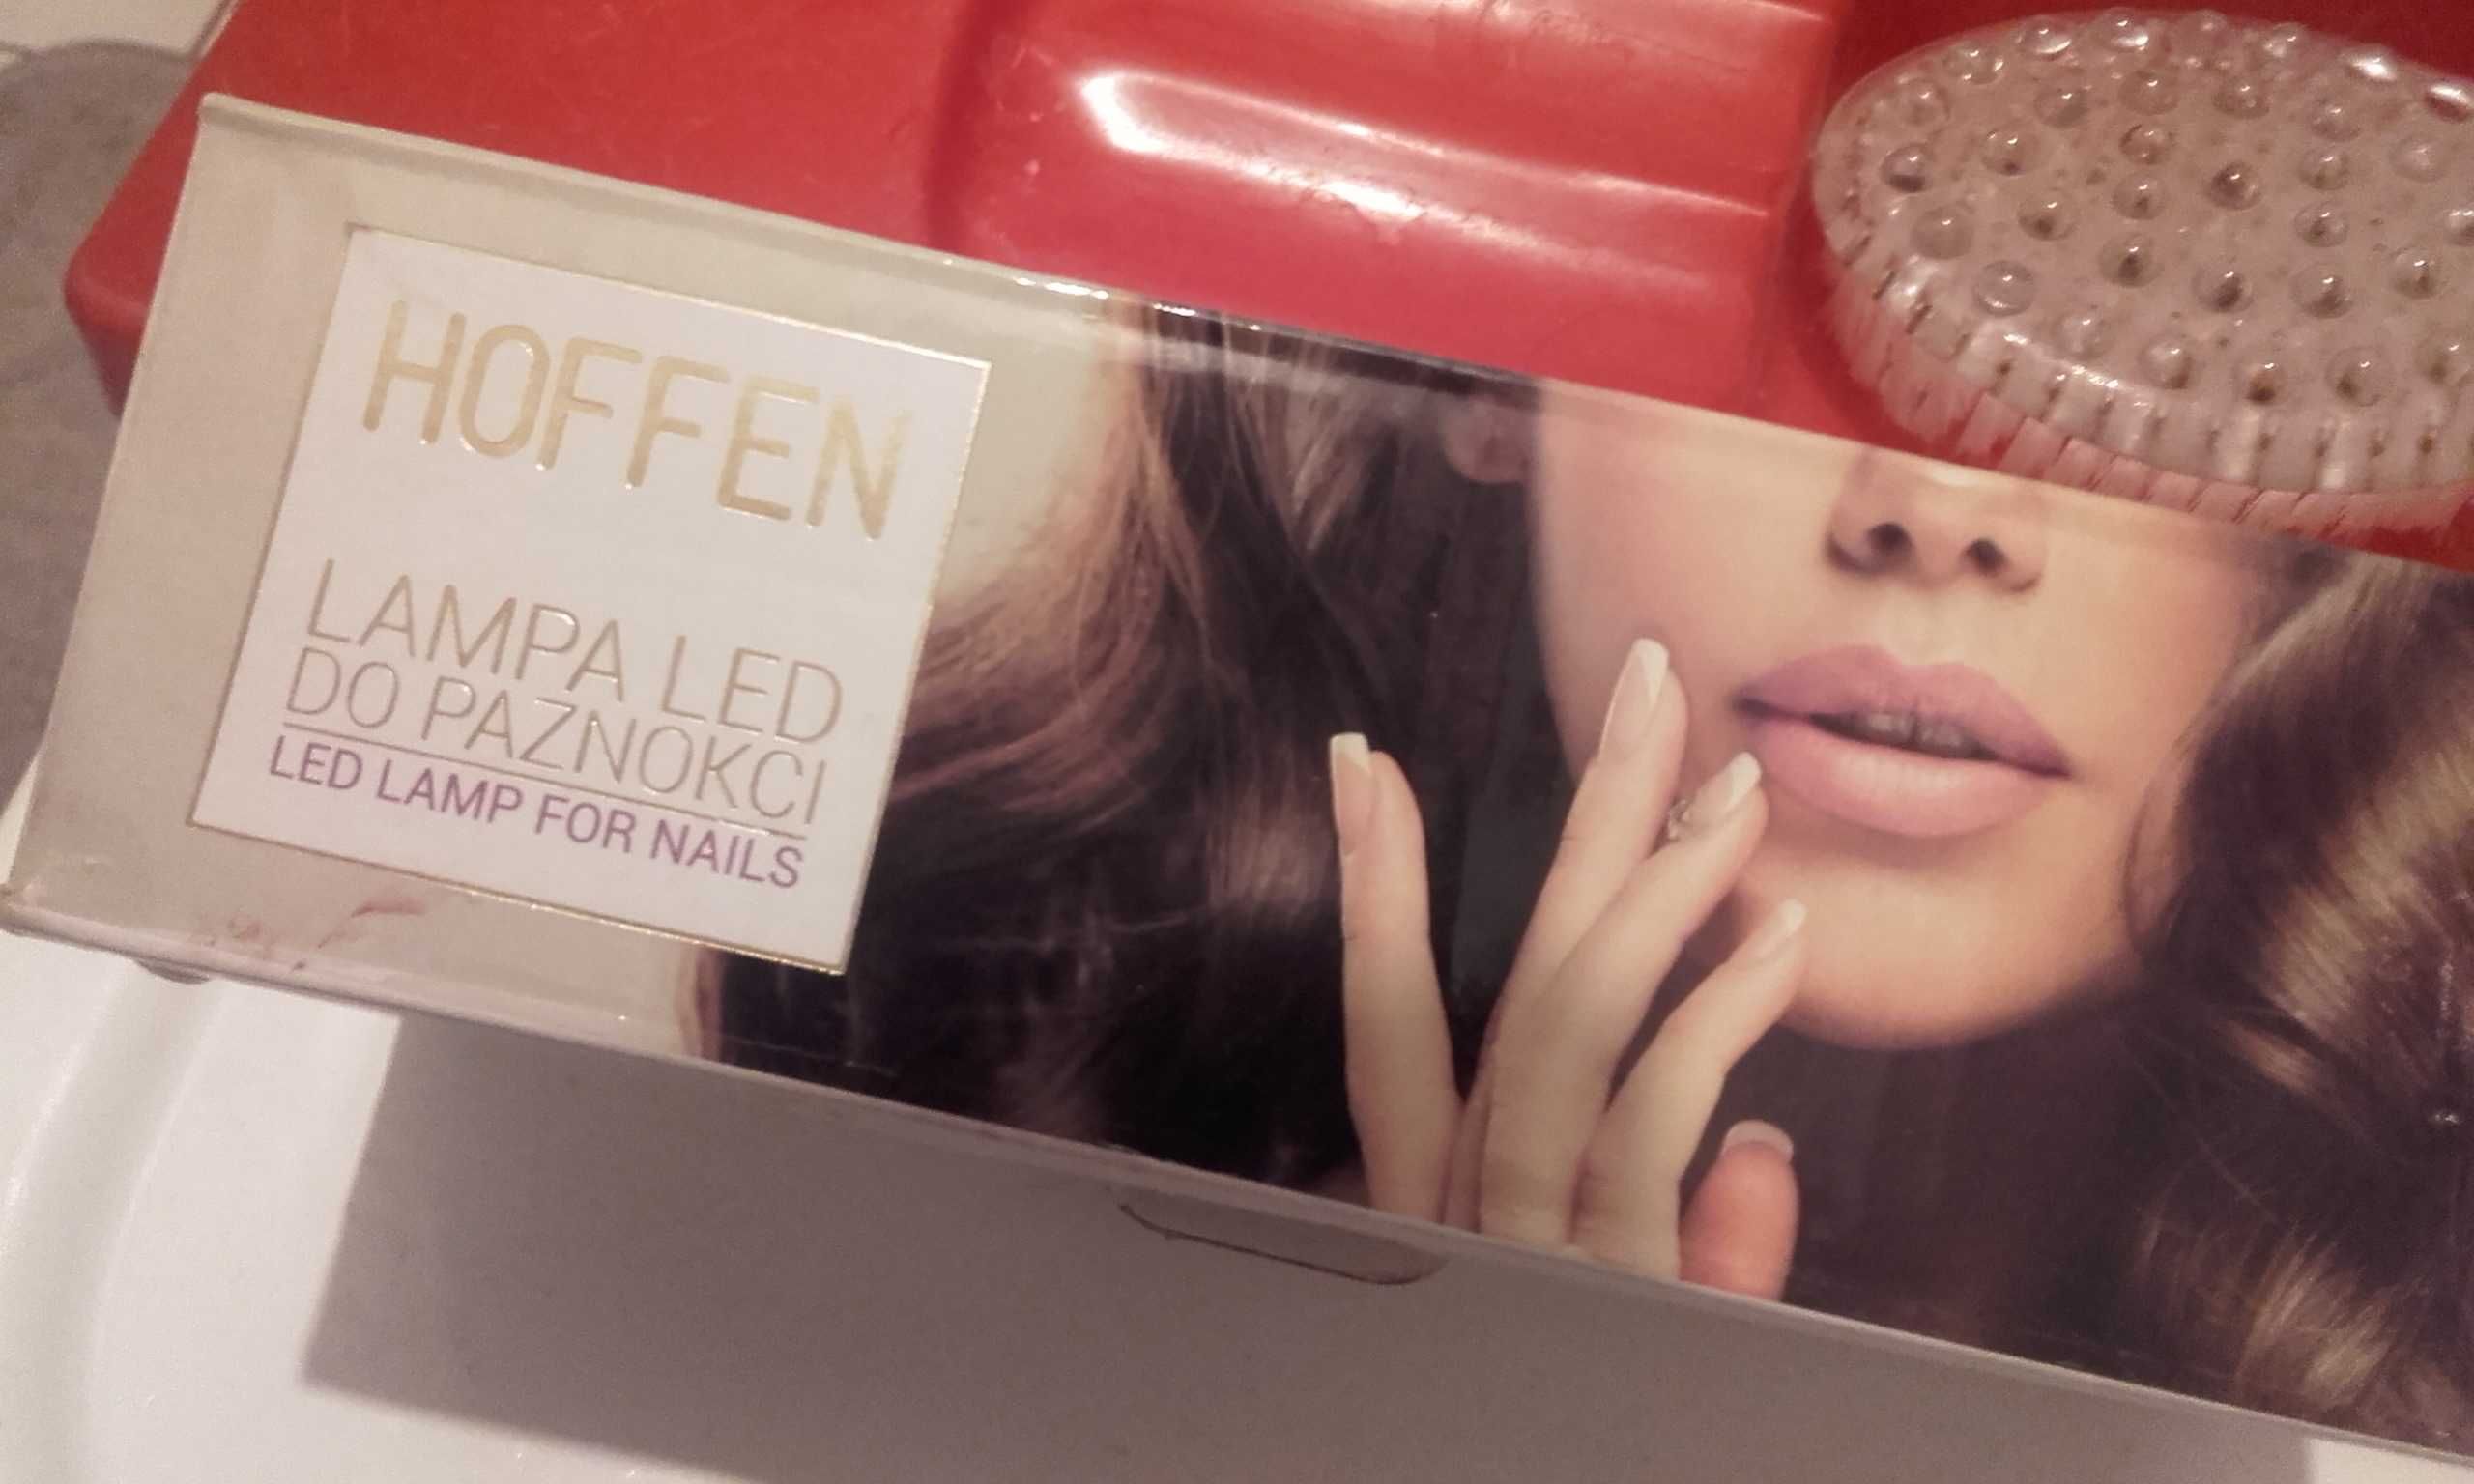 HOFFEN
LAMPA LED
DO PAZNOKCI
LED LAMP FOR NAILS